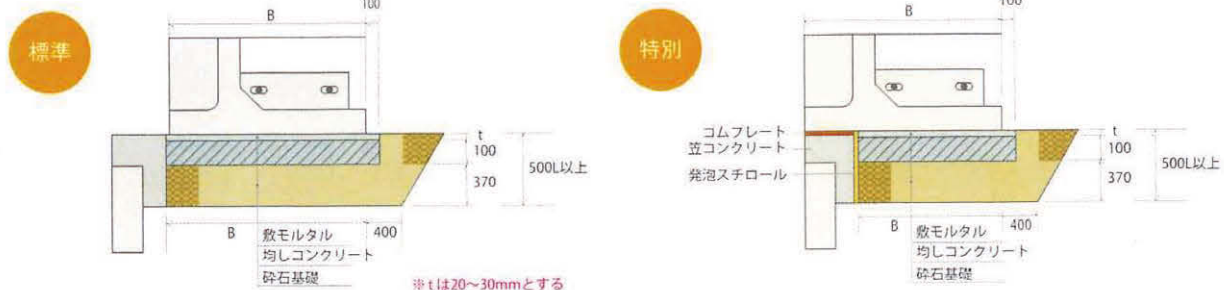 標準
B
100
t
100
370
500L以上
B
400
敷モルタル
均しコンクリート
砕石基礎
※tは20～30mmとする
特別
B
100
ゴムプレート
笠コンクリート
発泡スチロール
t
100
370
500L以上
B
400
敷モルタル
均しコンクリート
砕石基礎